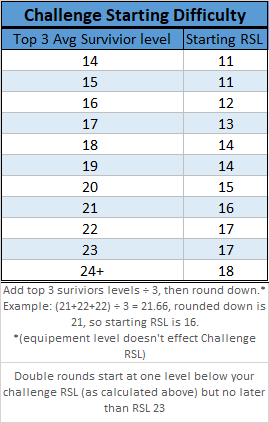 Challenge Starting Difficulty
Top 3 Avg Survivior level Starting RSL
14 11
15 11
16 12
17 13
18 14
19 14
20 15
21 16
22 17
23 17
24+ 18
Add top 3 suriviors levels ÷ 3, then round down.*
Example: (21+22+22) ÷ 3 = 21.66, rounded down is
21, so starting RSL is 16.
*(equipement level doesn't effect Challenge
RSL)
Double rounds start at one level below your
challenge RSL (as calculated above) but no later
than RSL 23